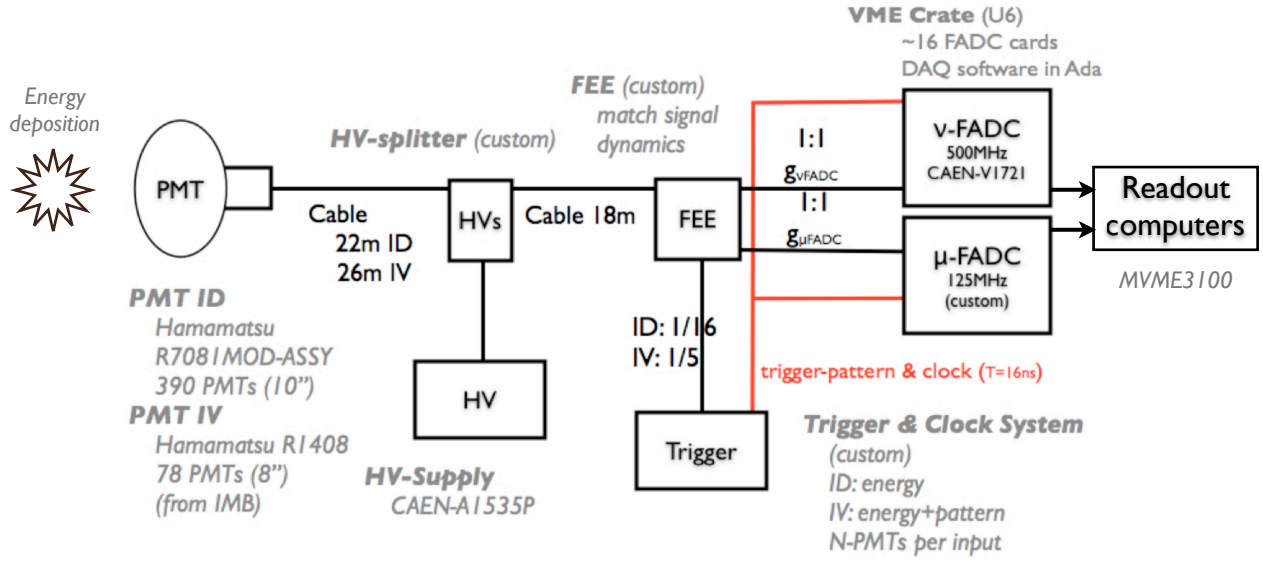 VME Crate (U6)
~16 FADC cards
DAQ software in Ada
Energy
deposition
FEE (custom)
match signal
dynamics
HV-splitter (custom)
1:1
ν-FADC
500MHz
CAEN-V1721
PMT
gνFADC
Readout
computers
Cable
22m ID
26m IV
HVs
Cable 18m
FEE
1:1
gμFADC
μ-FADC
125MHz
(custom)
MVME3100
PMT ID
Hamamatsu
R7081MOD-ASSY
390 PMTs (10”)
PMT IV
Hamamatsu R1408
78 PMTs (8”)
(from IMB)
ID: 1/16
IV: 1/5
trigger-pattern & clock (T=16ns)
HV
HV-Supply
CAEN-A1535P
Trigger
Trigger & Clock System
(custom)
ID: energy
IV: energy+pattern
N-PMTs per input